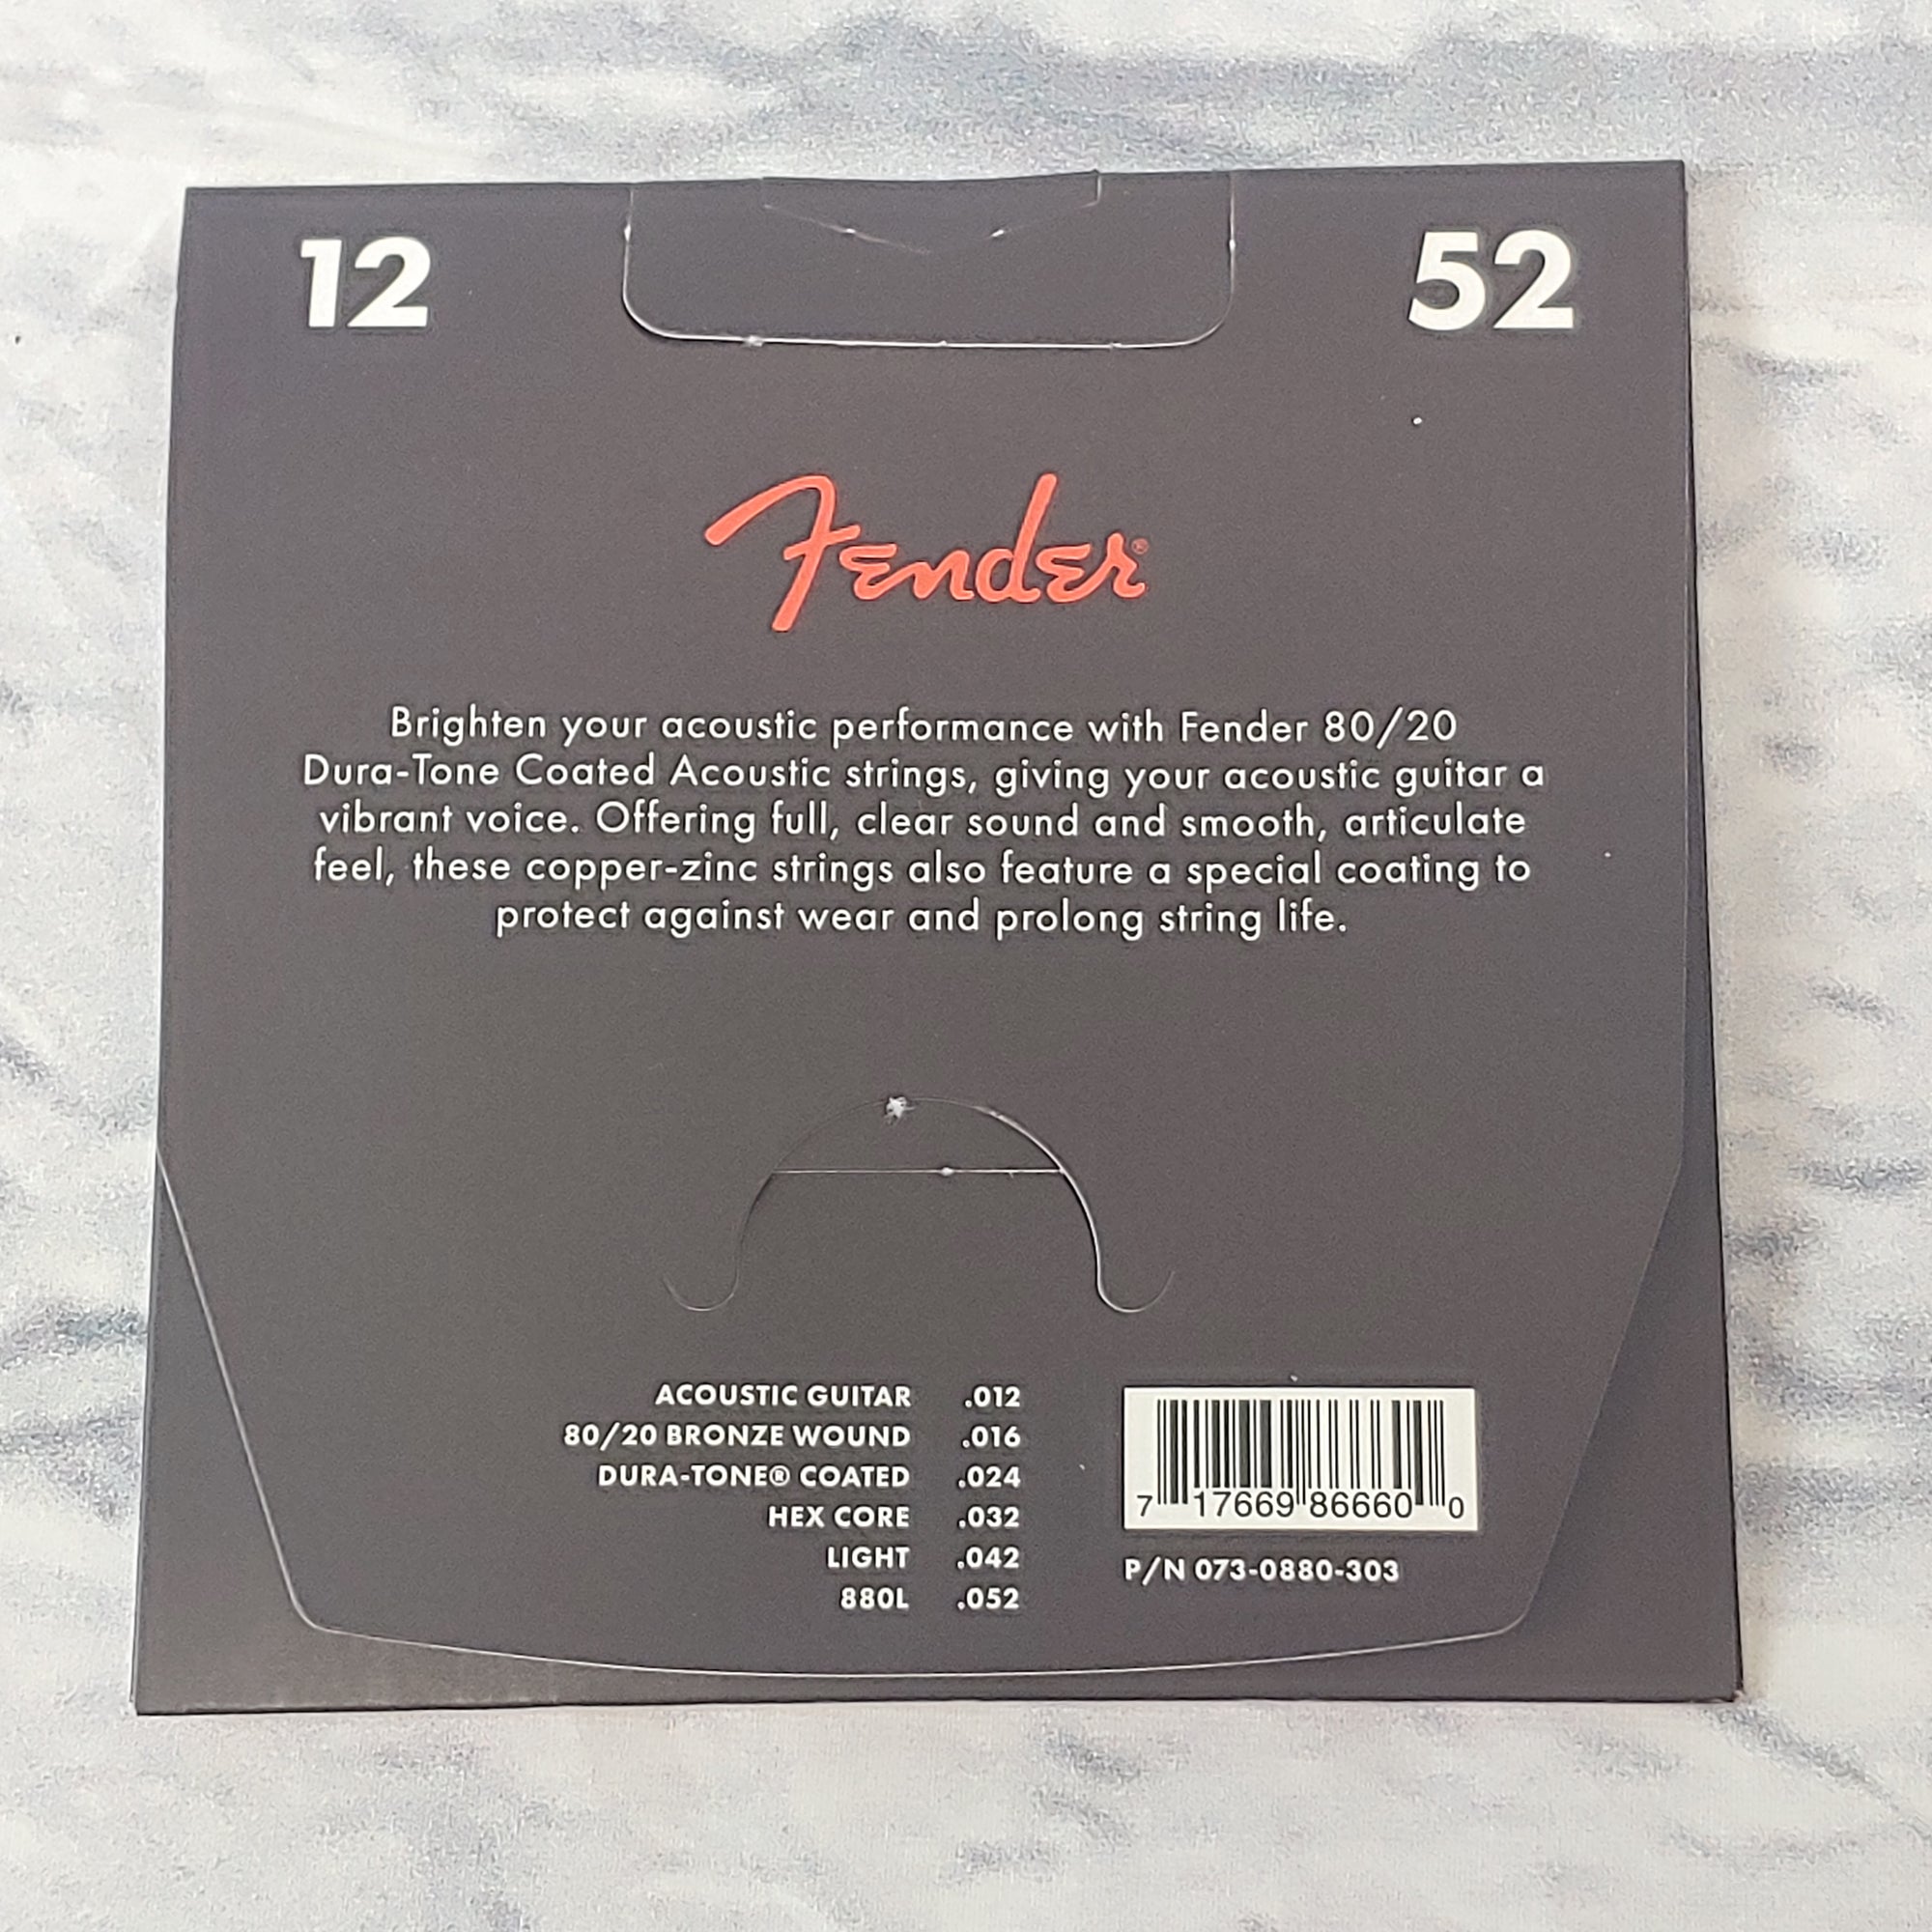 12 52
Fender®
Brighten your acoustic performance with Fender 80/20
Dura-Tone Coated Acoustic strings, giving your acoustic guitar a
vibrant voice. Offering full, clear sound and smooth, articulate
feel, these copper-zinc strings also feature a special coating to
protect against wear and prolong string life.
ACOUSTIC GUITAR .012
80/20 BRONZE WOUND .016
DURA-TONE® COATED .024
HEX CORE .032
LIGHT .042
880L .052
7 17669 86660 0
P/N 073-0880-303